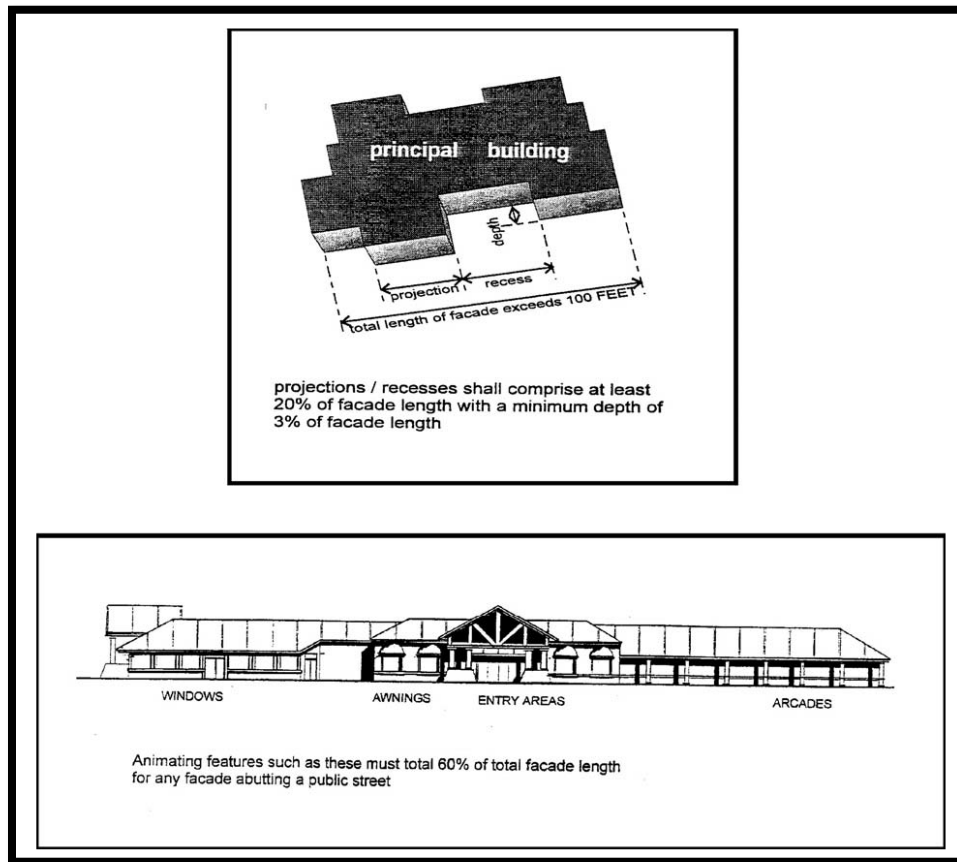 principal building
depth
projection
recess
total length of facade exceeds 100 FEET
projections / recesses shall comprise at least
20% of facade length with a minimum depth of
3% of facade length
WINDOWS
AWNINGS
ENTRY AREAS
ARCADES
Animating features such as these must total 60% of total facade length
for any facade abutting a public street